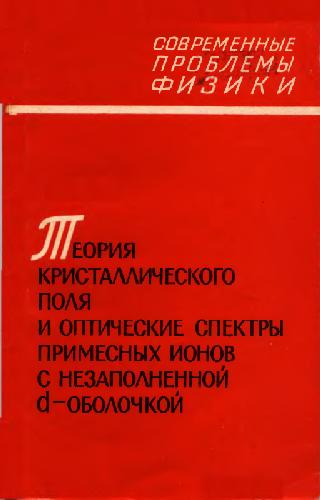 СОВРЕМЕННЫЕ
ПРОБЛЕМЫ
ФИЗИКИ
ТЕОРИЯ
КРИСТАЛЛИЧЕСКОГО
ПОЛЯ
И ОПТИЧЕСКИЕ СПЕКТРЫ
ПРИМЕСНЫХ ИОНОВ
С НЕЗАПОЛНЕННОЙ
d-ОБОЛОЧКОЙ